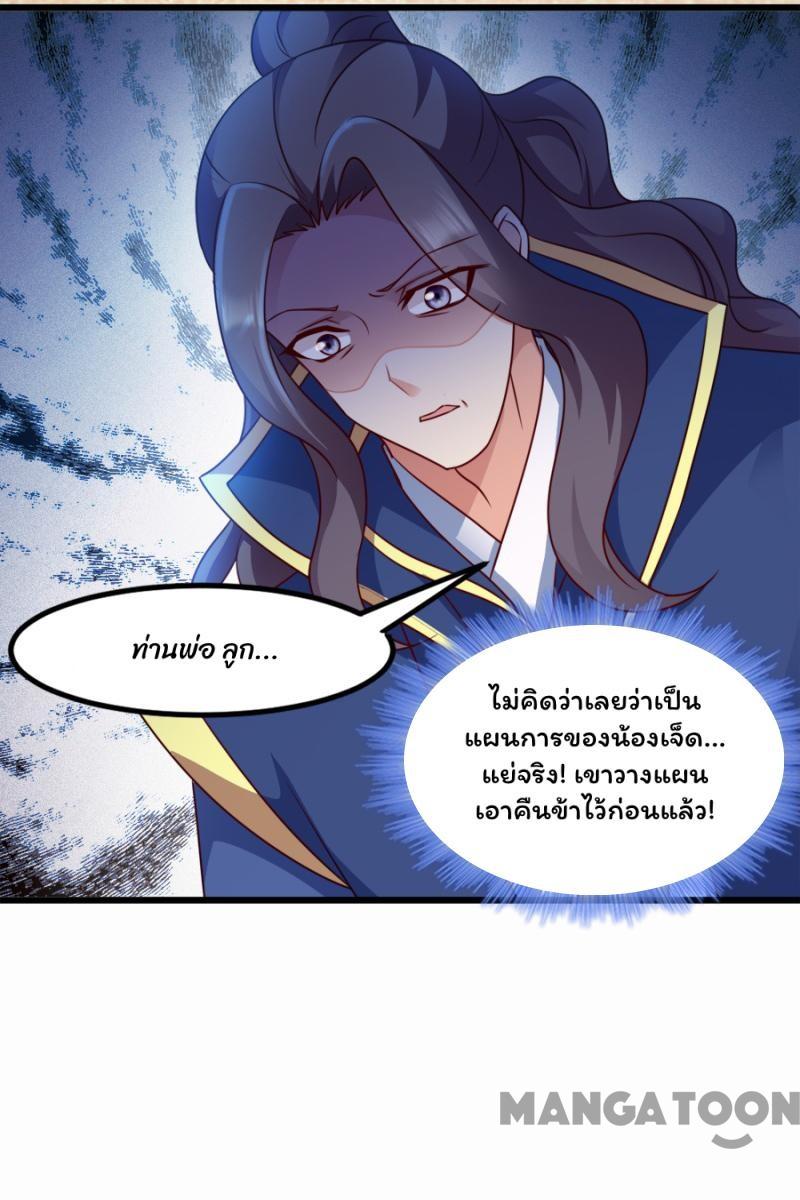 ท่านพ่อ ลูก...
ไม่คิดว่าเลยว่าเป็น
แผนการของน้องเจ็ด...
แย่จริง! เขาวางแผน
เอาคืนข้าไว้ก่อนแล้ว!
MANGATOON